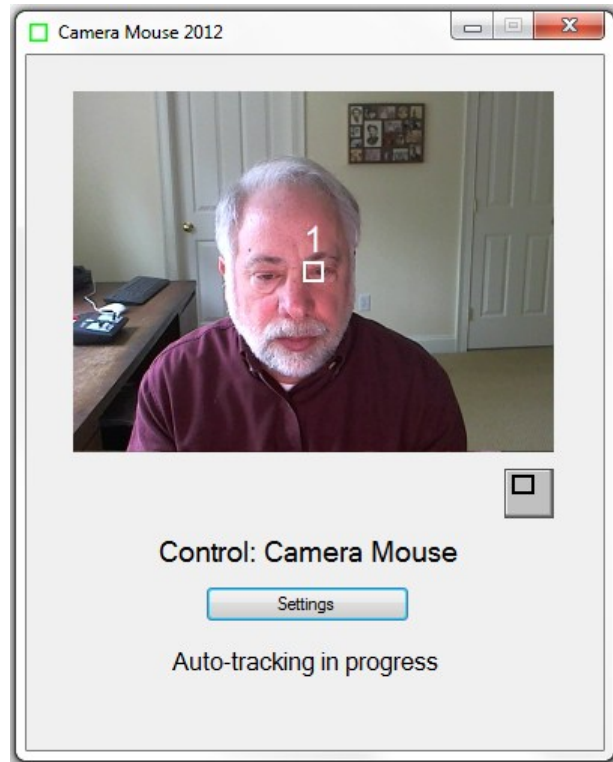 Camera Mouse 2012
1
Control: Camera Mouse
Settings
Auto-tracking in progress